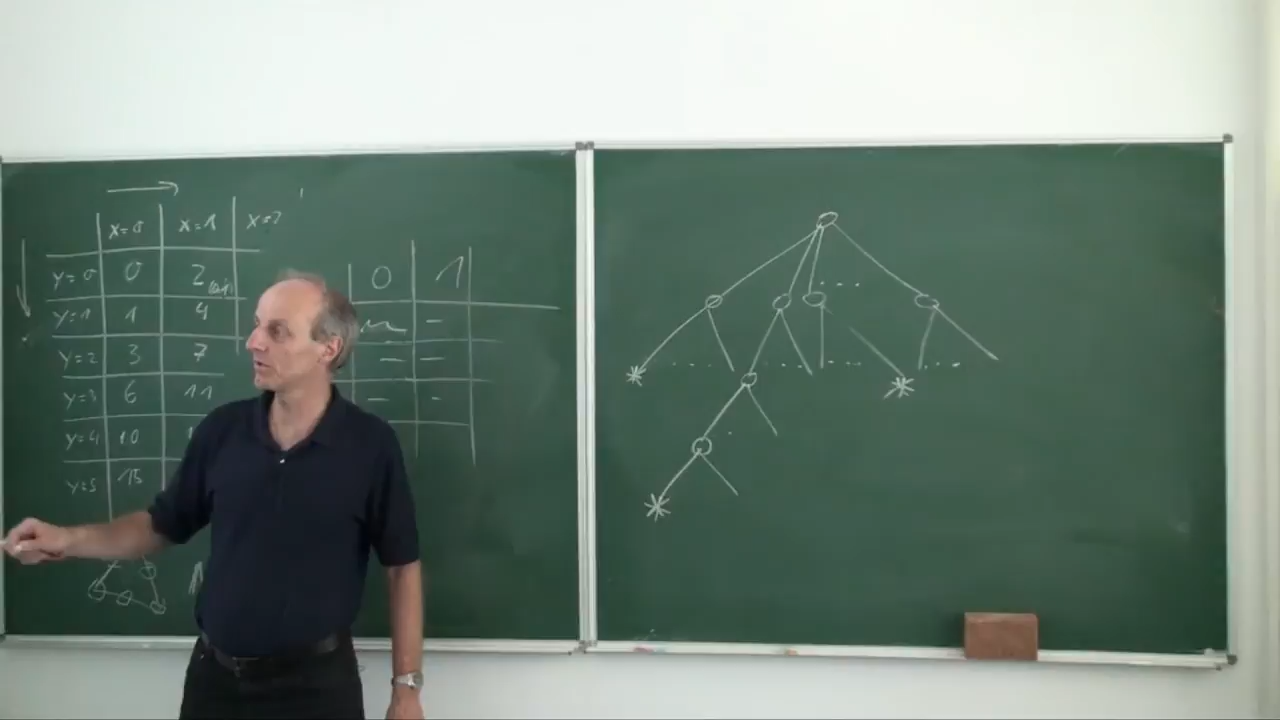 x=0 x=1 x=2
y=0 0 2
y=1 1 4
y=2 3 7
y=3 6 11
y=4 10 1
y=5 15
0 1
-
- -
- -